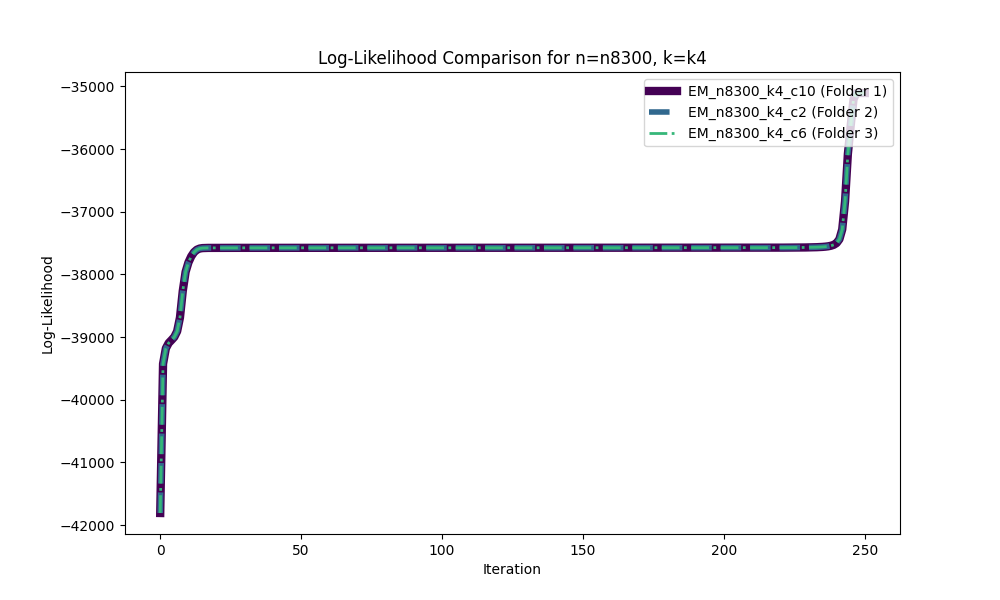 Log-Likelihood Comparison for n=n8300, k=k4
EM_n8300_k4_c10 (Folder 1)
EM_n8300_k4_c2 (Folder 2)
EM_n8300_k4_c6 (Folder 3)
Log-Likelihood
−35000
−36000
−37000
−38000
−39000
−40000
−41000
−42000
0 50 100 150 200 250
Iteration